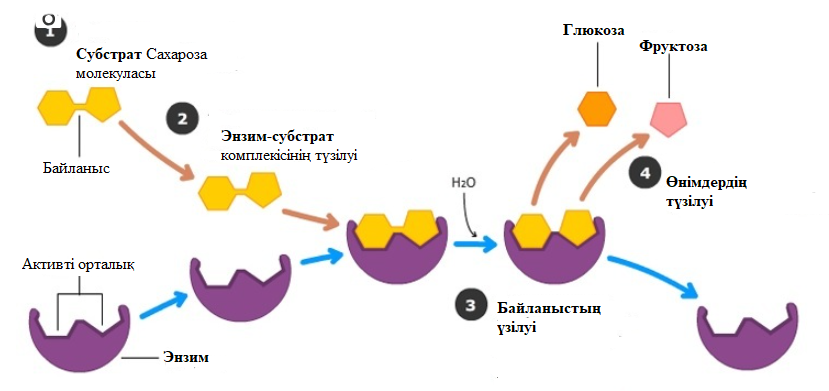 1
Субстрат Сахароза
молекуласы
Байланыс
2
Энзим-субстрат
комплексінің түзілуі
Глюкоза
Фруктоза
H₂O
4
Өнімдердің
түзілуі
Активті орталық
Энзим
3
Байланыстың
үзілуі